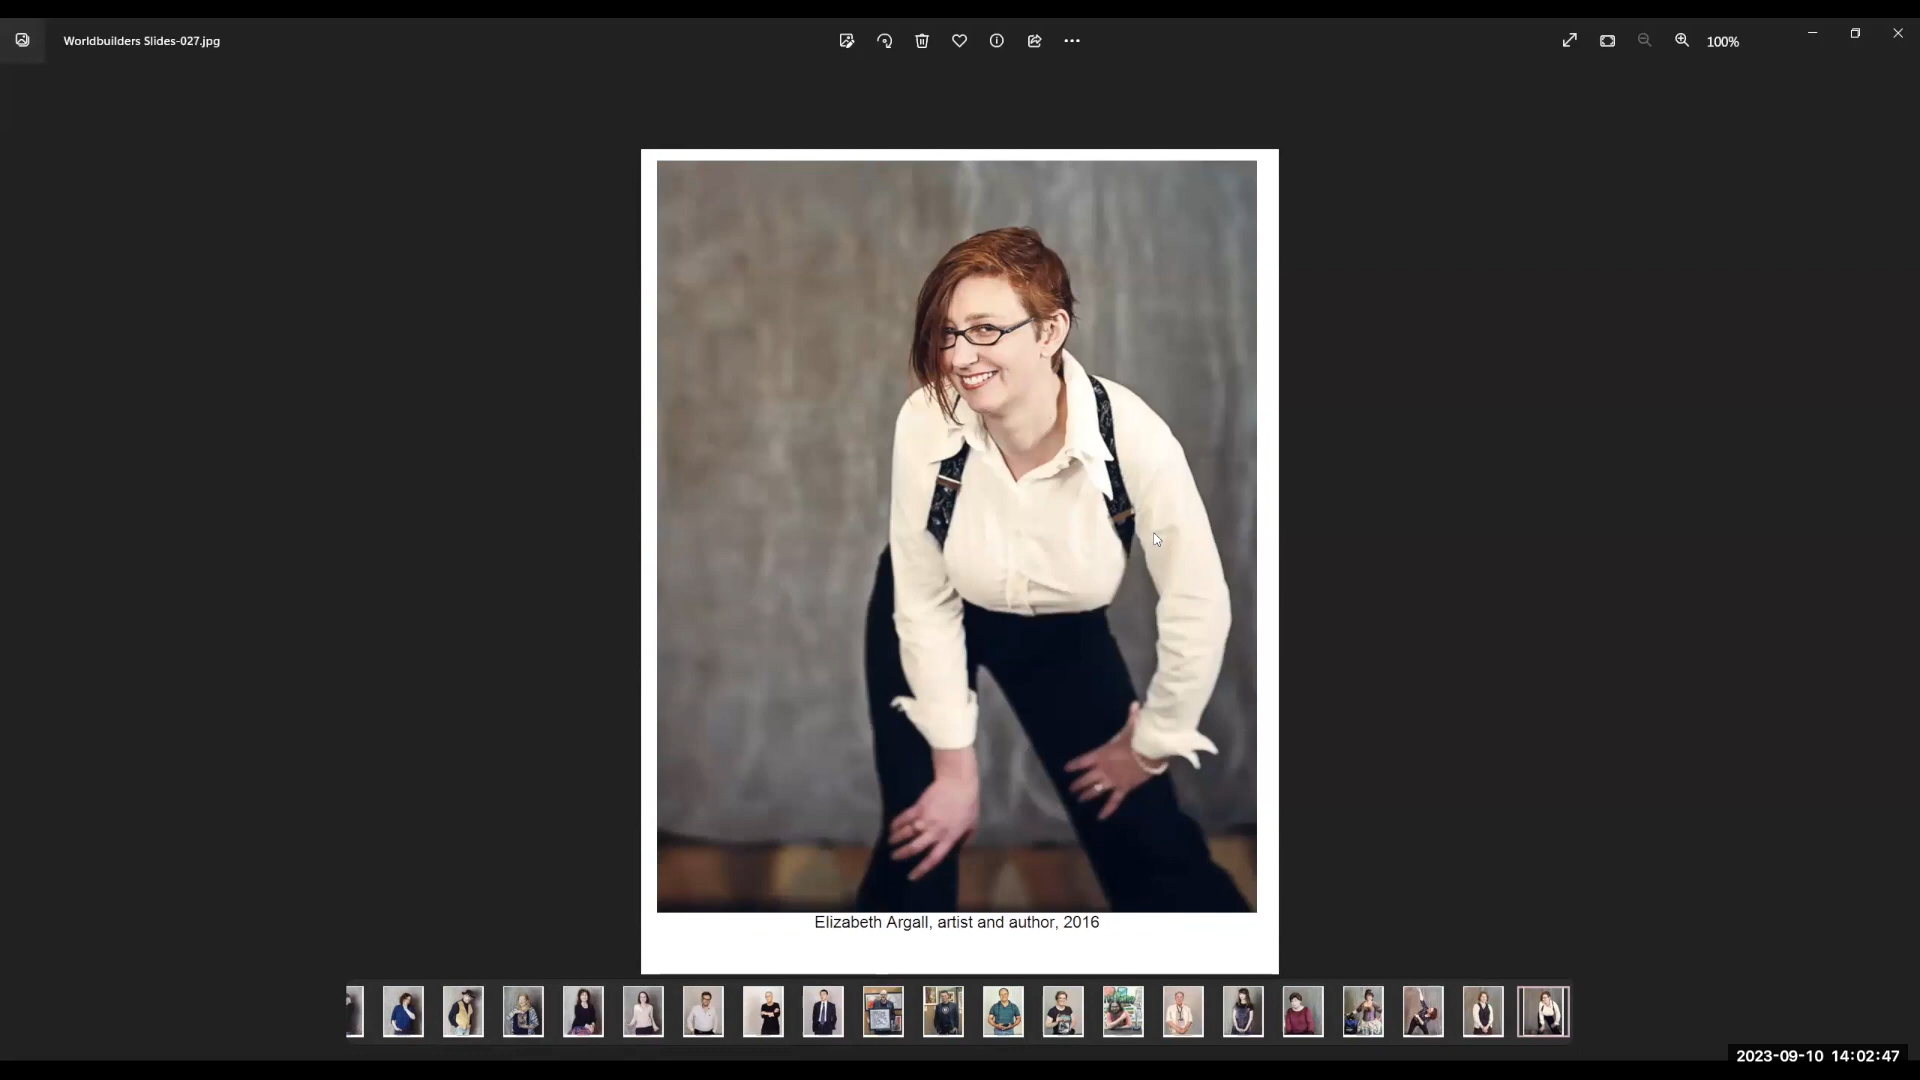 Worldbuilders Slides-027.jpg
100%
Elizabeth Argall, artist and author, 2016
2023-09-10 14:02:47